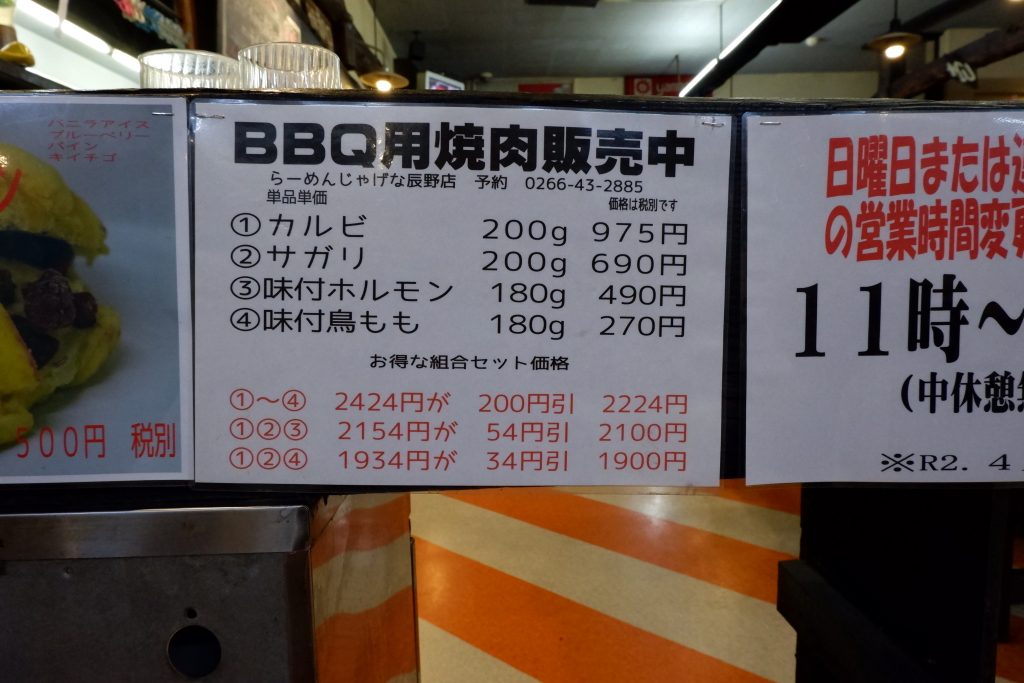 バニラアイス
ブルーベリー
パイン
キイチゴ
500円 税別
BBQ用焼肉販売中
らーめんじゃげな辰野店 予約 0266-43-2885
単品単価 価格は税別です
①カルビ 200g 975円
②サガリ 200g 690円
③味付ホルモン 180g 490円
④味付鳥もも 180g 270円
お得な組合セット価格
①～④ 2424円が 200円引 2224円
①②③ 2154円が 54円引 2100円
①②④ 1934円が 34円引 1900円
日曜日または
の営業時間変
11時～
(中休憩
※R2. 4